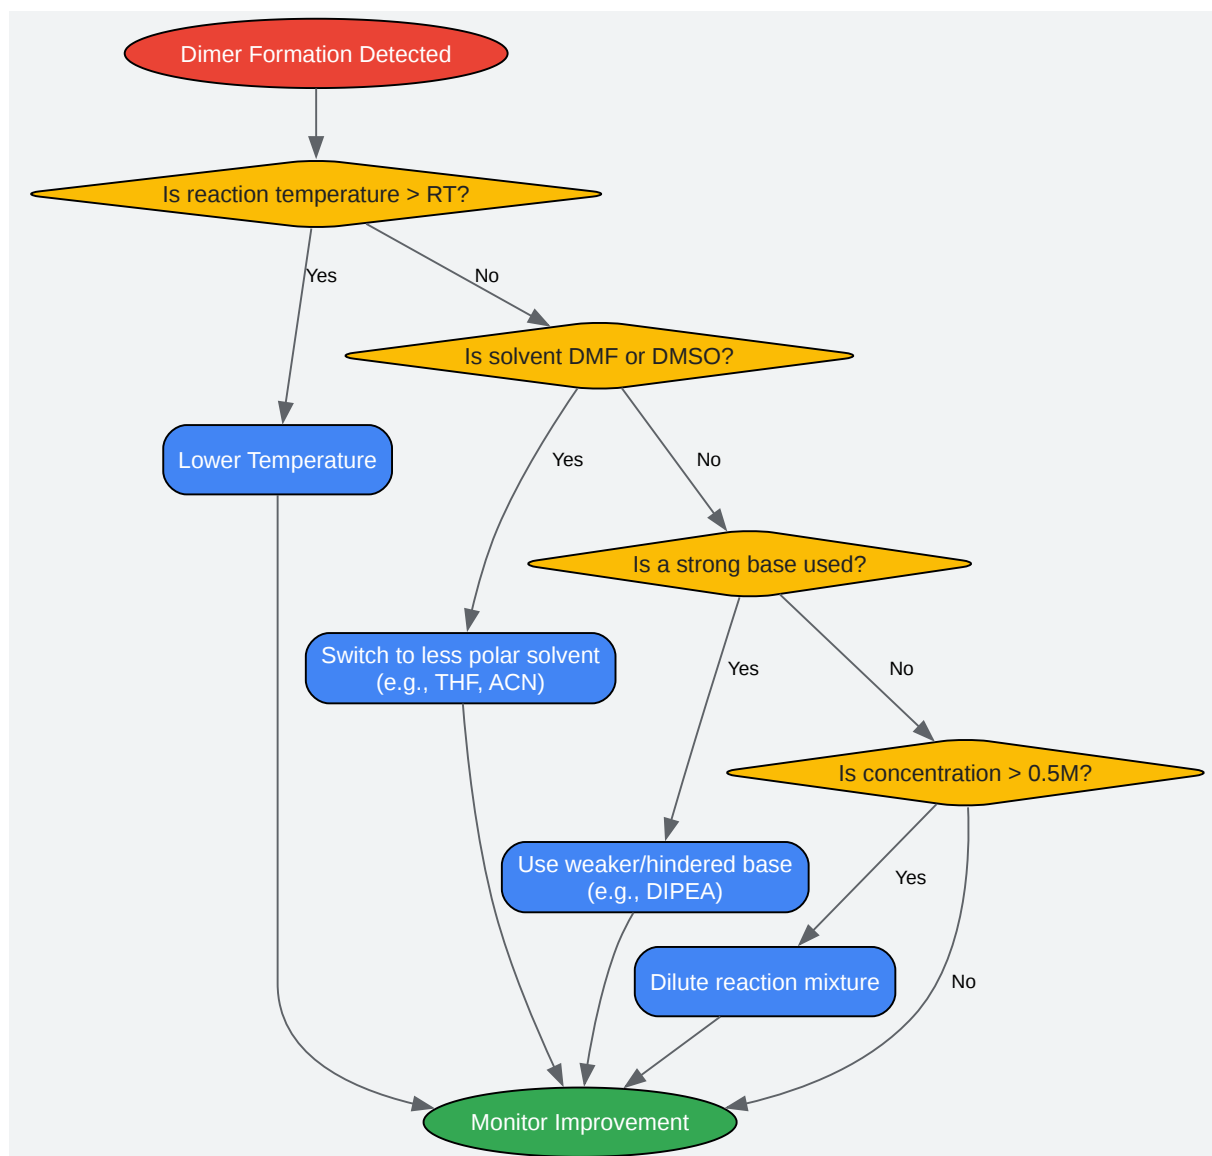 Dimer Formation Detected
Is reaction temperature > RT?
Yes
No
Is solvent DMF or DMSO?
Lower Temperature
Yes
No
Is a strong base used?
Switch to less polar solvent
(e.g., THF, ACN)
Yes
No
Is concentration > 0.5M?
Use weaker/hindered base
(e.g., DIPEA)
Yes
Dilute reaction mixture
No
Monitor Improvement